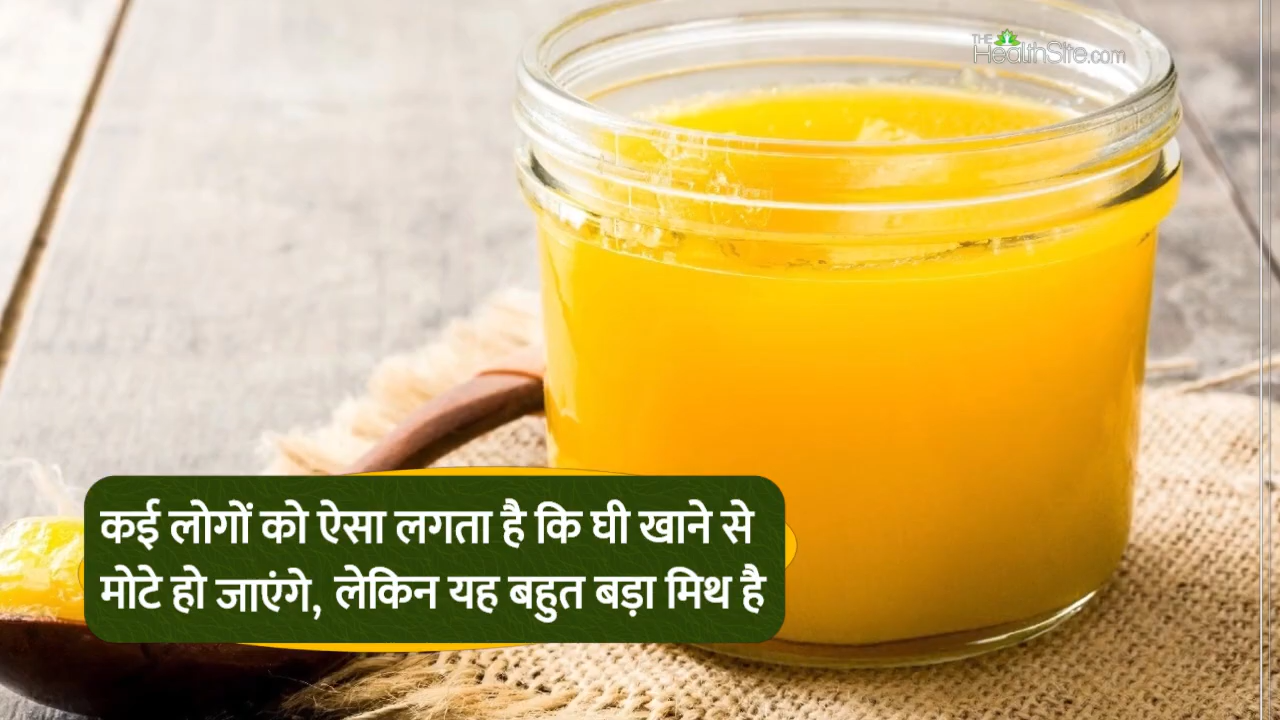 THE
HealthSite.com
कई लोगों को ऐसा लगता है कि घी खाने से
मोटे हो जाएंगे, लेकिन यह बहुत बड़ा मिथ है